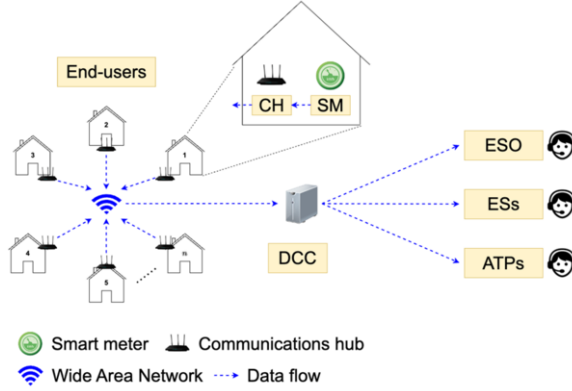 End-users
CH
SM
2
3
1
4
5
n
DCC
ESO
ESs
ATPs
Smart meter
Communications hub
Wide Area Network
Data flow